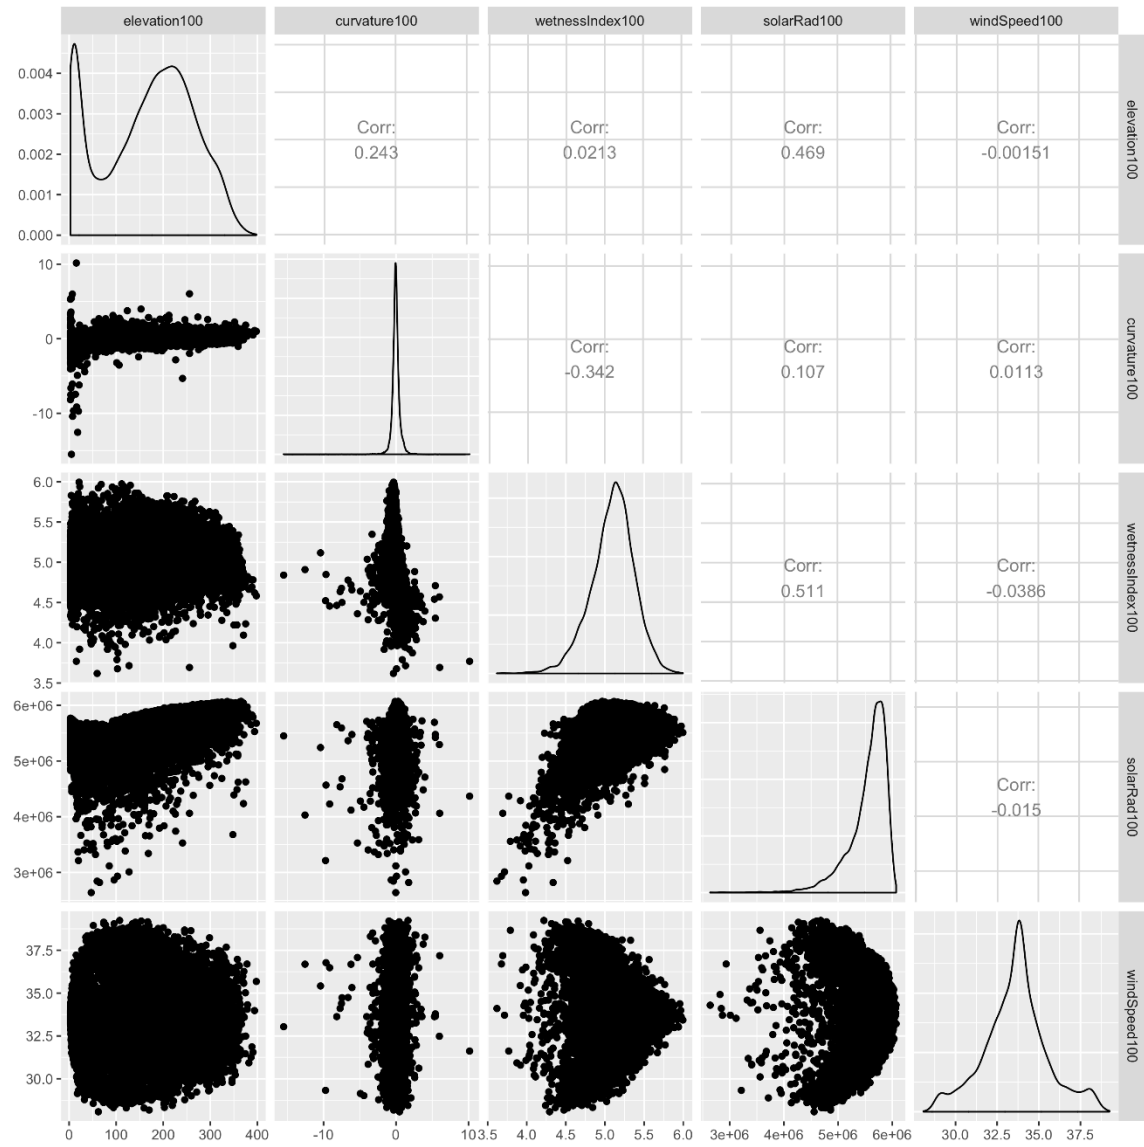 elevation100 curvature100 wetnessIndex100 solarRad100 windSpeed100
0.004
0.003
0.002
0.001
0.000
Corr:
0.243
Corr:
0.0213
Corr:
0.469
Corr:
-0.00151
elevation100
10
0
-10
Corr:
-0.342
Corr:
0.107
Corr:
0.0113
curvature100
6.0
5.5
5.0
4.5
4.0
3.5
Corr:
0.511
Corr:
-0.0386
wetnessIndex100
6e+06
5e+06
4e+06
3e+06
Corr:
-0.015
solarRad100
37.5
35.0
32.5
30.0
windSpeed100
0 100 200 300 400 -10 0 10 3.5 4.0 4.5 5.0 5.5 6.0 3e+06 4e+06 5e+06 6e+06 30.0 32.5 35.0 37.5